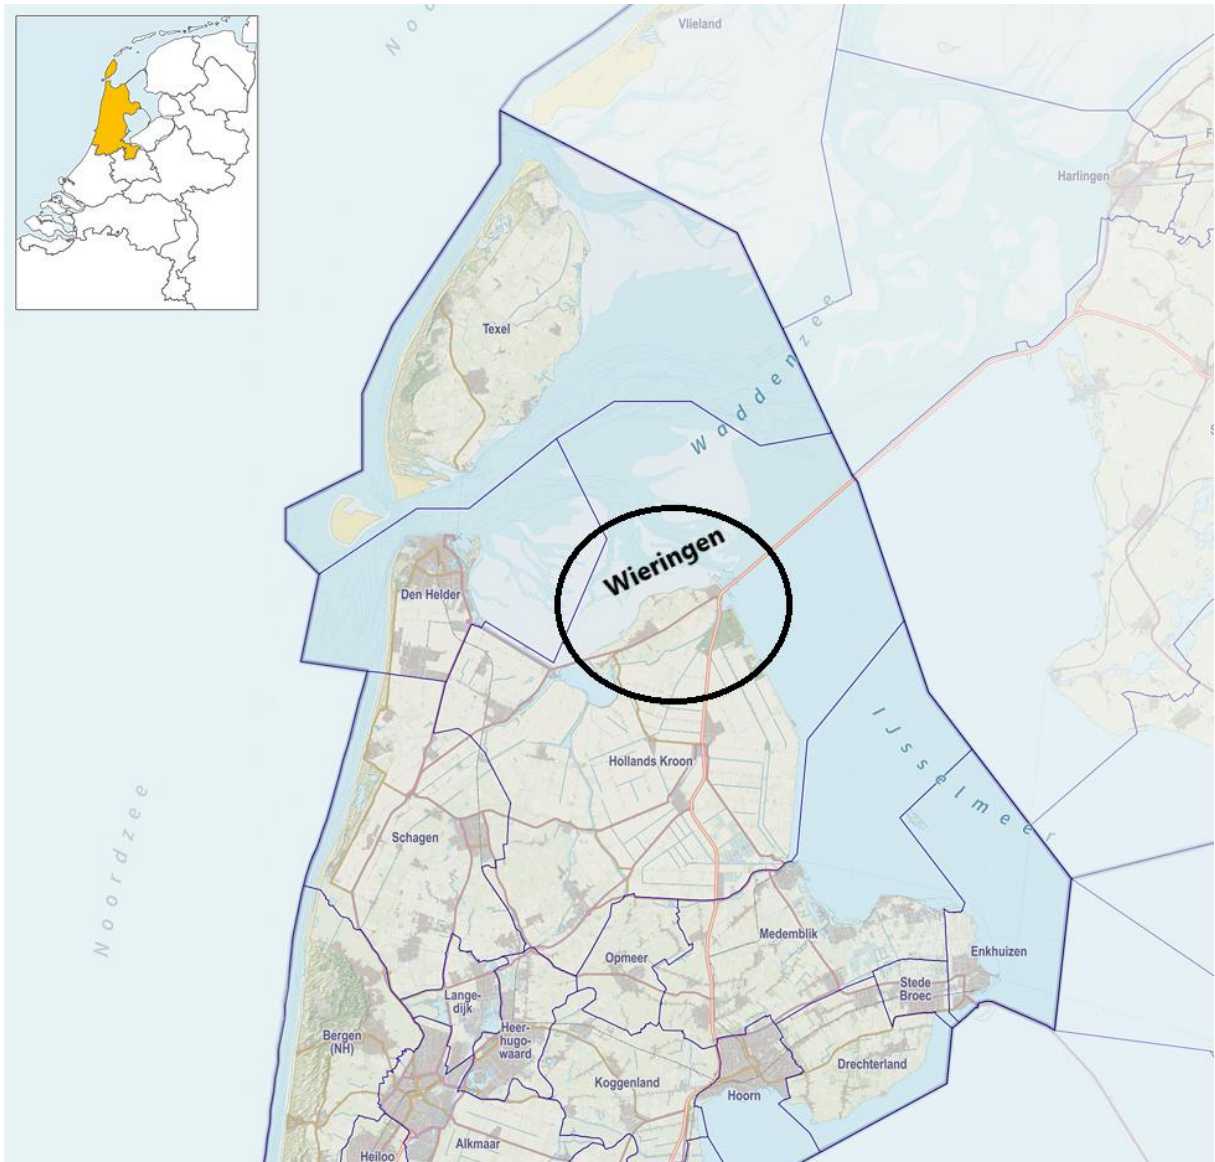 Noo
Vlieland
Harlingen
F
Texel
Waddenzee
S
Wieringen
Den Helder
IJsselmeer
Hollands Kroon
Noordzee
Schagen
Medemblik
Enkhuizen
Opmeer
Stede
Broec
Lange-
dijk
Heer-
hugo-
waard
Bergen
(NH)
Drechterland
Koggenland
Hoorn
Alkmaar
Heiloo